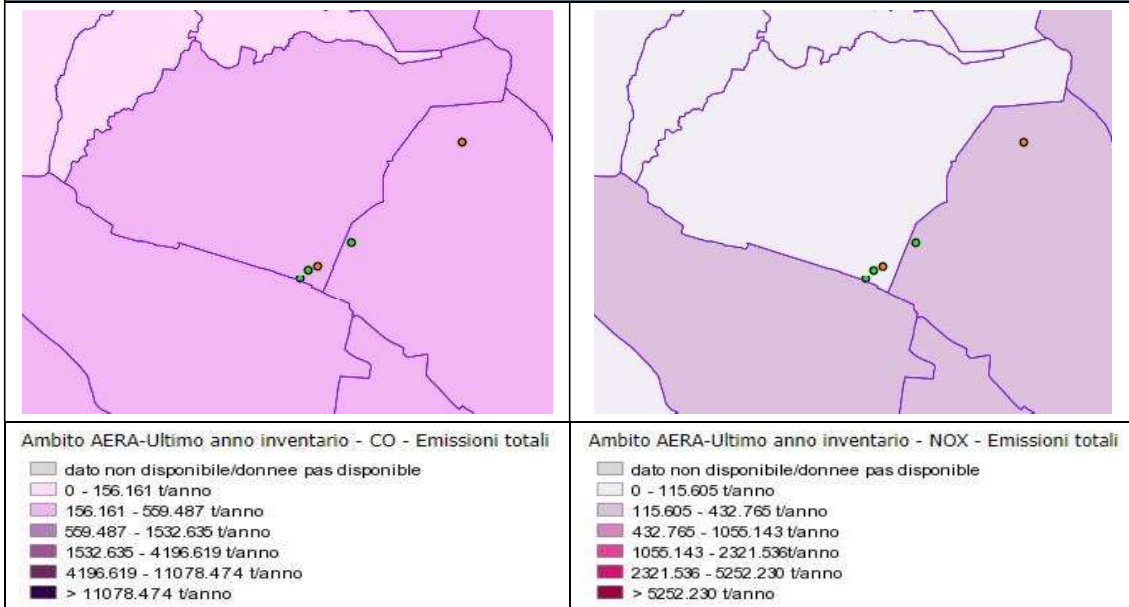 Ambito AERA-Ultimo anno inventario - CO - Emissioni totali
dato non disponibile/donnee pas disponible
0 - 156.161 t/anno
156.161 - 559.487 t/anno
559.487 - 1532.635 t/anno
1532.635 - 4196.619 t/anno
4196.619 - 11078.474 t/anno
> 11078.474 t/anno
Ambito AERA-Ultimo anno inventario - NOX - Emissioni totali
dato non disponibile/donnee pas disponible
0 - 115.605 t/anno
115.605 - 432.765 t/anno
432.765 - 1055.143 t/anno
1055.143 - 2321.536t/anno
2321.536 - 5252.230 t/anno
> 5252.230 t/anno